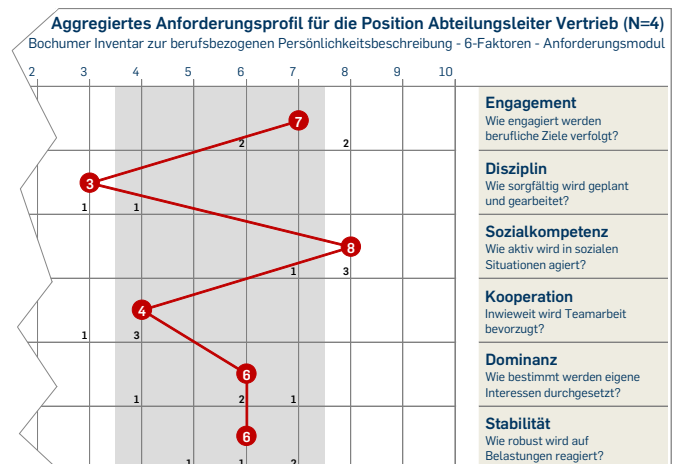 Aggregiertes Anforderungsprofil für die Position Abteilungsleiter Vertrieb (N=4)
Bochumer Inventar zur berufsbezogenen Persönlichkeitsbeschreibung - 6-Faktoren - Anforderungsmodul
2 3 4 5 6 7 8 9 10
Engagement
Wie engagiert werden
berufliche Ziele verfolgt?
7
2 2
Disziplin
Wie sorgfältig wird geplant
und gearbeitet?
3
1 1
Sozialkompetenz
Wie aktiv wird in sozialen
Situationen agiert?
8
1 3
Kooperation
Inwieweit wird Teamarbeit
bevorzugt?
4
1 3
Dominanz
Wie bestimmt werden eigene
Interessen durchgesetzt?
6
1 2 1
Stabilität
Wie robust wird auf
Belastungen reagiert?
6
1 1 2